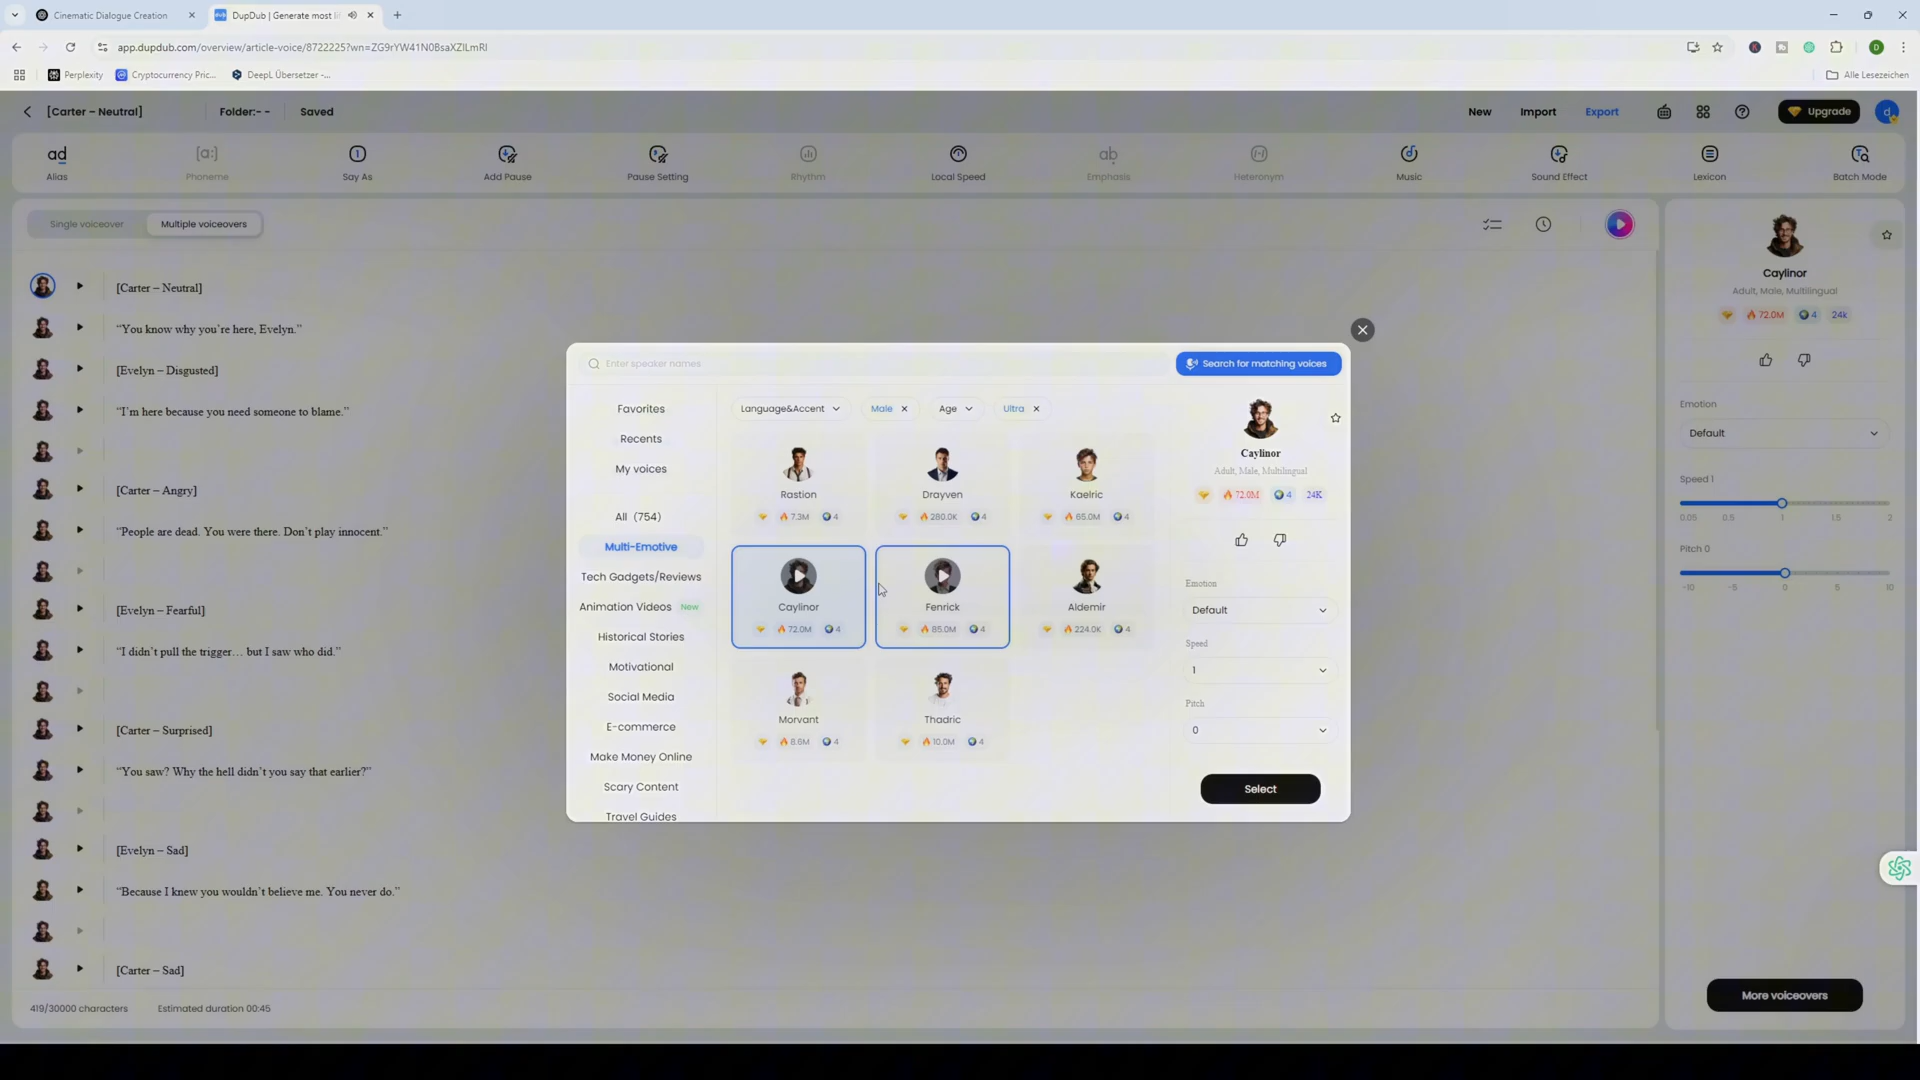 Cinematic Dialogue Creation
DupDub | Generate most li
app.dupdub.com/overview/article-voice/8722225?wn=ZG9rYW41N0BsaXZlLmRl
Perplexity
Cryptocurrency Pric...
DeepL Übersetzer -...
Alle Lesezeichen
[Carter – Neutral]
Folder:- -
Saved
New
Import
Export
Upgrade
Alias
Phoneme
Say As
Add Pause
Pause Setting
Rhythm
Local Speed
Emphasis
Heteronym
Music
Sound Effect
Lexicon
Batch Mode
Single voiceover
Multiple voiceovers
[Carter – Neutral]
“You know why you’re here, Evelyn.”
[Evelyn – Disgusted]
“I’m here because you need someone to blame.”
[Carter – Angry]
“People are dead. You were there. Don’t play innocent.”
[Evelyn – Fearful]
“I didn’t pull the trigger… but I saw who did.”
[Carter – Surprised]
“You saw? Why the hell didn’t you say that earlier?”
[Evelyn – Sad]
“Because I knew you wouldn’t believe me. You never do.”
[Carter – Sad]
419/30000 characters
Estimated duration 00:45
Enter speaker names
Search for matching voices
Favorites
Recents
My voices
All (754)
Multi-Emotive
Tech Gadgets/Reviews
Animation Videos New
Historical Stories
Motivational
Social Media
E-commerce
Make Money Online
Scary Content
Travel Guides
Language&Accent
Male
Age
Ultra
Rastion
7.3M 4
Drayven
280.0K 4
Kaelric
65.0M 4
Caylinor
72.0M 4
Fenrick
85.0M 4
Aldemir
224.0K 4
Morvant
8.6M 4
Thadric
10.0M 4
Caylinor
Adult, Male, Multilingual
72.0M 4 24K
Emotion
Default
Speed
1
Pitch
0
Select
Caylinor
Adult, Male, Multilingual
72.0M 4 24k
Emotion
Default
Speed 1
0.05 0.5 1 1.5 2
Pitch 0
-10 -5 0 5 10
More voiceovers